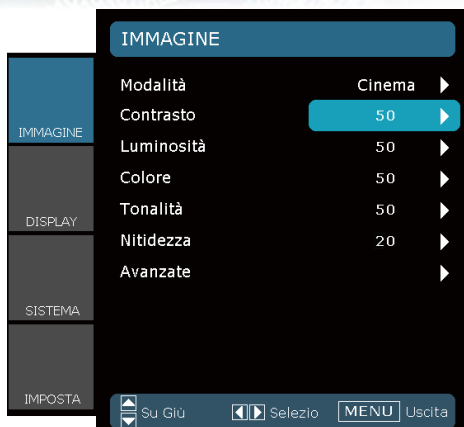 IMMAGINE
Modalità Cinema
Contrasto 50
Luminosità 50
Colore 50
Tonalità 50
Nitidezza 20
Avanzate
IMMAGINE
DISPLAY
SISTEMA
IMPOSTA
Su Giù Selezio MENU Uscita